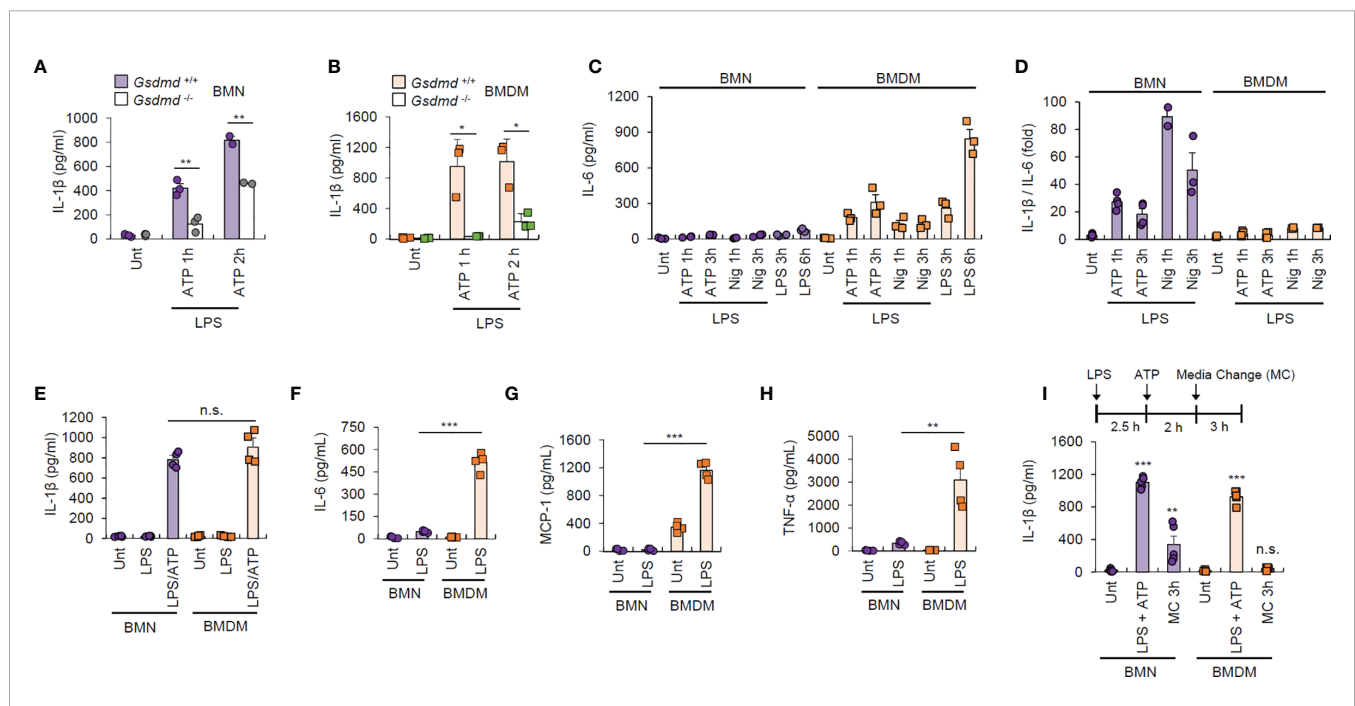 A
Gsdmd +/+
Gsdmd -/-
BMN
IL-1β (pg/ml)
1000
800
600
400
200
0
**
**
Unt
ATP 1h
ATP 2h
LPS
B
Gsdmd +/+
Gsdmd -/-
BMDM
IL-1β (pg/ml)
1600
1200
800
400
0
*
*
Unt
ATP 1 h
ATP 2 h
LPS
C
BMN
BMDM
IL-6 (pg/ml)
1200
900
600
300
0
Unt
ATP 1h
ATP 3h
Nig 1h
Nig 3h
LPS 3h
LPS 6h
Unt
ATP 1h
ATP 3h
Nig 1h
Nig 3h
LPS 3h
LPS 6h
LPS
LPS
D
BMN
BMDM
IL-1β / IL-6 (fold)
100
80
60
40
20
0
Unt
ATP 1h
ATP 3h
Nig 1h
Nig 3h
Unt
ATP 1h
ATP 3h
Nig 1h
Nig 3h
LPS
LPS
E
n.s.
IL-1β (pg/ml)
1200
1000
800
600
400
200
0
Unt
LPS
LPS/ATP
Unt
LPS
LPS/ATP
BMN
BMDM
F
IL-6 (pg/mL)
750
600
450
300
150
0
***
Unt
LPS
Unt
LPS
BMN
BMDM
G
MCP-1 (pg/mL)
1600
1200
800
400
0
***
Unt
LPS
Unt
LPS
BMN
BMDM
H
TNF-α (pg/mL)
5000
4000
3000
2000
1000
0
**
Unt
LPS
Unt
LPS
BMN
BMDM
I
LPS
ATP
Media Change (MC)
2.5 h
2 h
3 h
IL-1β (pg/ml)
1600
1200
800
400
0
***
**
***
n.s.
Unt
LPS + ATP
MC 3h
Unt
LPS + ATP
MC 3h
BMN
BMDM